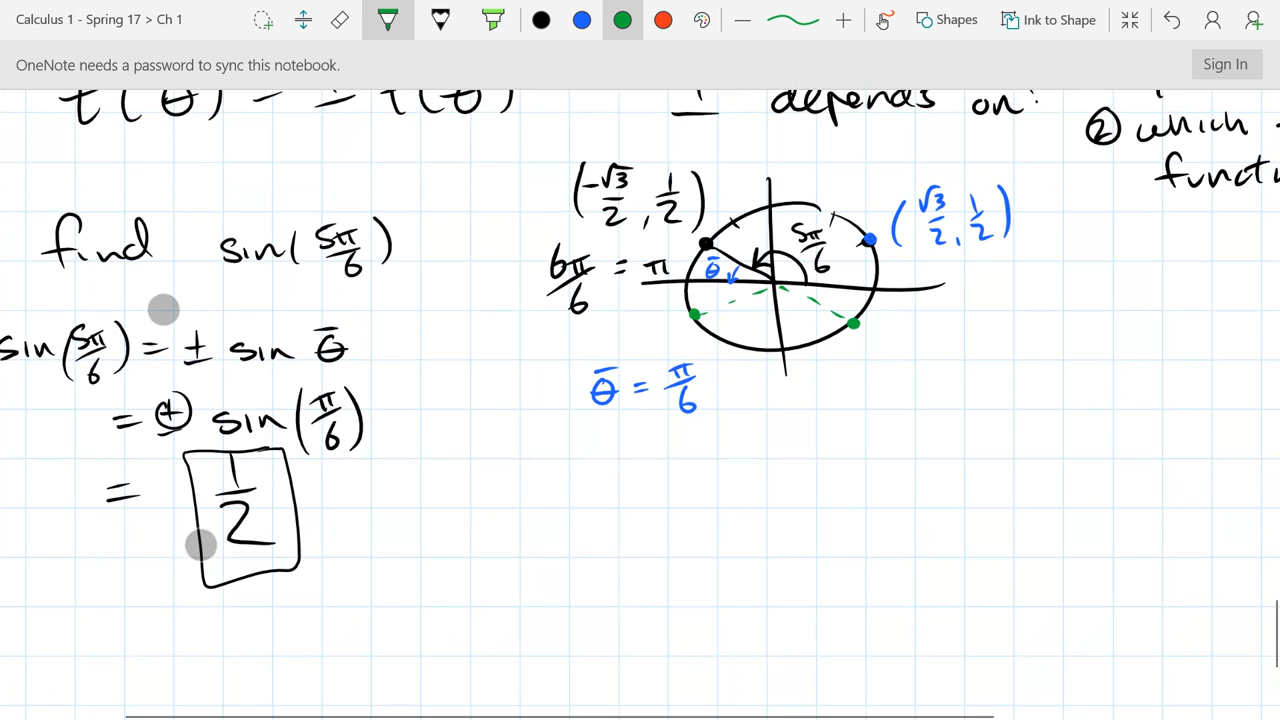 Calculus 1 - Spring 17 > Ch 1
Shapes
Ink to Shape
OneNote needs a password to sync this notebook.
Sign In
t(θ) = ± t(θ̄)
± depends on:
② which
find sin(5π/6)
sin(5π/6) = ± sin θ̄
= ⊕ sin(π/6)
= 1/2
(-√3/2, 1/2)
6π/6 = π
θ̄
5π/6
(√3/2, 1/2)
θ̄ = π/6